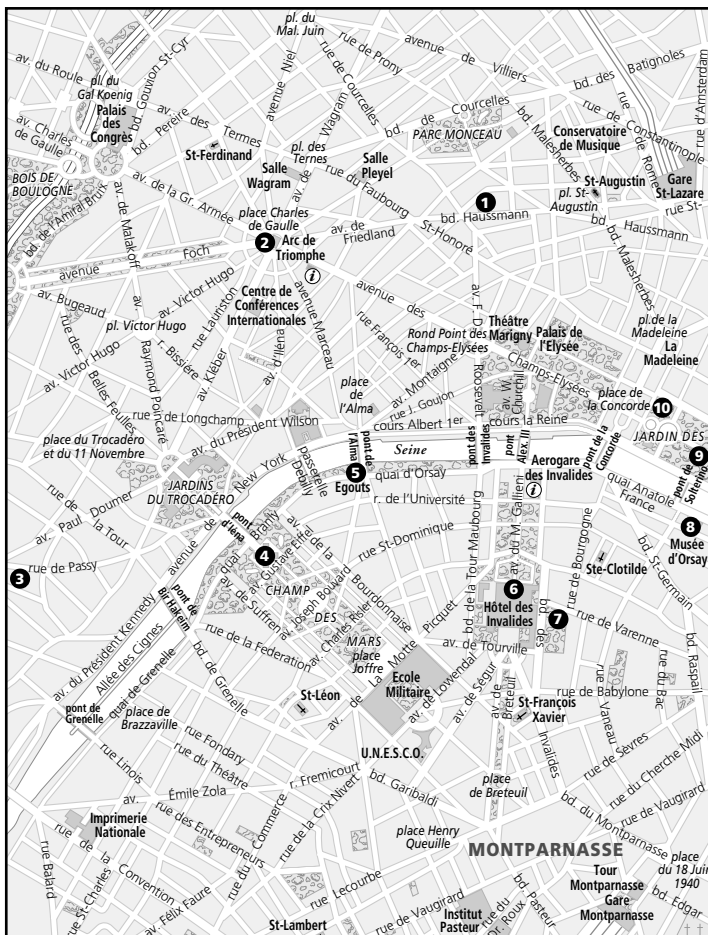 pl. du
Mal. Juin
av. du Roule
pl. du
Gal Koenig
bd. Gouvion St-Cyr
avenue Niel
rue de Prony
avenue de Villiers
bd. des Batignoles
Palais
des
Congrès
bd. Pereire
av. des Ternes
av. de Wagram
rue de Courcelles
bd. de Courcelles
PARC MONCEAU
bd. Malesherbes
Conservatoire
de Musique
rue de Constantinople
rue de Rome
rue d'Amsterdam
av. Charles
de Gaulle
St-Ferdinand
pl. des
Ternes
Salle
Wagram
Salle
Pleyel
St-Augustin
pl. St-
Augustin
Gare
St-Lazare
rue St-
BOIS DE
BOULOGNE
bd. de l'Amiral Bruix
av. de Malakoff
av. de la Gr. Armée
rue du Faubourg
St-Honoré
1
bd. Haussmann
Haussmann
bd. Malesherbes
place Charles
de Gaulle
2
Arc de
Triomphe
av. de
Friedland
avenue Foch
i
av. Bugeaud
av. Victor Hugo
pl. Victor Hugo
rue Lauriston
Centre de
Conférences
Internationales
avenue Marceau
avenue des
Champs-Elysées
rue François 1er
Rond Point des
Champs-Elysées
av. F. D.
Roosevelt
Théâtre
Marigny
Palais de
l'Elysée
pl.de la
Madeleine
La
Madeleine
rue des
Belles Feuilles
av. Victor Hugo
Raymond Poincaré
r. Bissière
av. Kléber
av. d'Iléna
place
de
l'Alma
av. Montaigne
rue J. Goujon
av. W.
Churchill
place de
la Concorde
10
rue de Longchamp
av. du Président Wilson
cours Albert 1er
cours la Reine
JARDIN DES
place du Trocadéro
et du 11 Novembre
passerelle
Debilly
pont de
l'Alma
Seine
pont des
Invalides
pont
Alex. III
pont de la
Concorde
9
pont de
Solferino
JARDINS
DU TROCADÉRO
avenue de New York
5
Egouts
quai d'Orsay
Aerogare
des Invalides
i
quai Anatole
France
r. de l'Université
8
Musée
d'Orsay
av. Paul Doumer
rue de
la Tour
pont
d'Iéna
quai Branly
4
av. Gustave Eiffel
av. de la
Bourdonnaise
rue St-Dominique
bd. de la Tour Maubourg
av. du Ml. Gallieni
rue de Bourgogne
Ste-Clotilde
bd. St-Germain
3
rue de Passy
av. de Suffren
CHAMP
DES
MARS
av. Joseph Bouvard
av. Charles Risler
6
Hôtel des
Invalides
7
bd. des
Invalides
rue de Varenne
pont de
Bir Hakeim
av. du Président Kennedy
Allée des Cignes
quai de Grenelle
rue de la Federation
place
Joffre
av. de La Motte Picquet
av. de Tourville
rue du Bac
bd. Raspail
bd. de Grenelle
St-Léon
Ecole
Militaire
av. de Lowendal
av. de Ségur
av. de
Breteuil
St-François
Xavier
rue de Babylone
rue
Vaneau
pont de
Grenelle
place de
Brazzaville
rue Fondary
rue du Théâtre
U.N.E.S.C.O.
place
de Breteuil
rue de Sèvres
rue du Cherche Midi
rue Linois
av. Émile Zola
r. Fremicourt
bd. Garibaldi
rue de Vaugirard
bd. du Montparnasse
Imprimerie
Nationale
rue des Entrepreneurs
rue du Commerce
rue de la Crix Nivert
place Henry
Queuille
MONTPARNASSE
place
du 18 Juin
1940
rue Balard
rue de la Convention
rue St-Charles
av. Félix Faure
rue Lecourbe
rue de Vaugirard
St-Lambert
Institut
Pasteur
rue du
Dr. Roux
bd. Pasteur
Tour
Montparnasse
Gare
Montparnasse
bd. Edgar